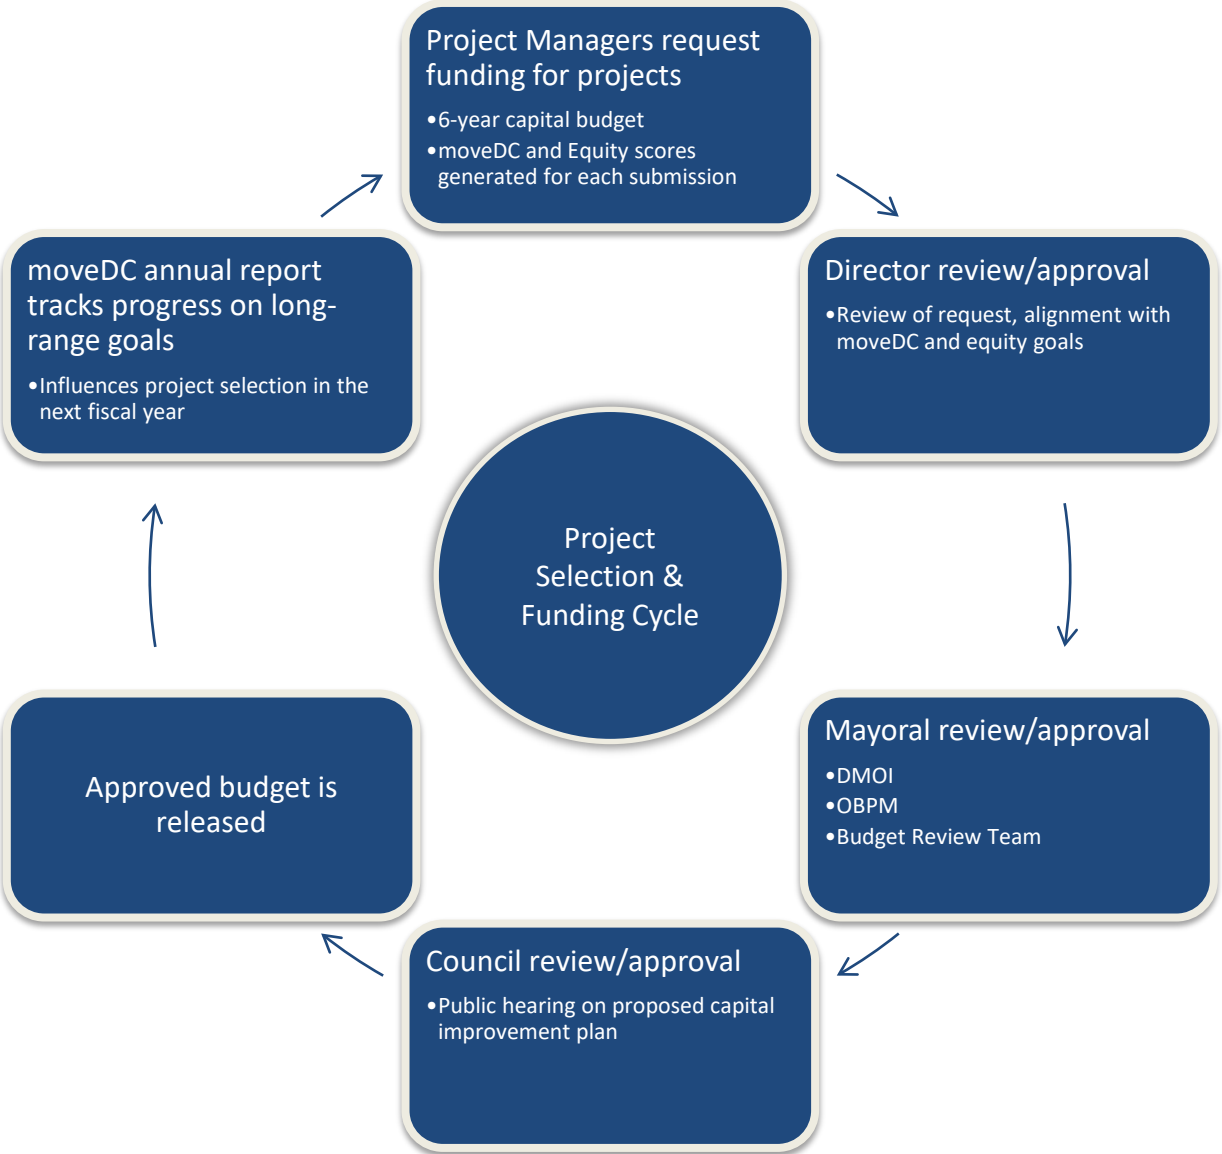 Project Managers request
funding for projects
•6-year capital budget
•moveDC and Equity scores
generated for each submission
Director review/approval
•Review of request, alignment with
moveDC and equity goals
Mayoral review/approval
•DMOI
•OBPM
•Budget Review Team
Council review/approval
•Public hearing on proposed capital
improvement plan
Approved budget is
released
moveDC annual report
tracks progress on long-
range goals
•Influences project selection in the
next fiscal year
Project
Selection &
Funding Cycle